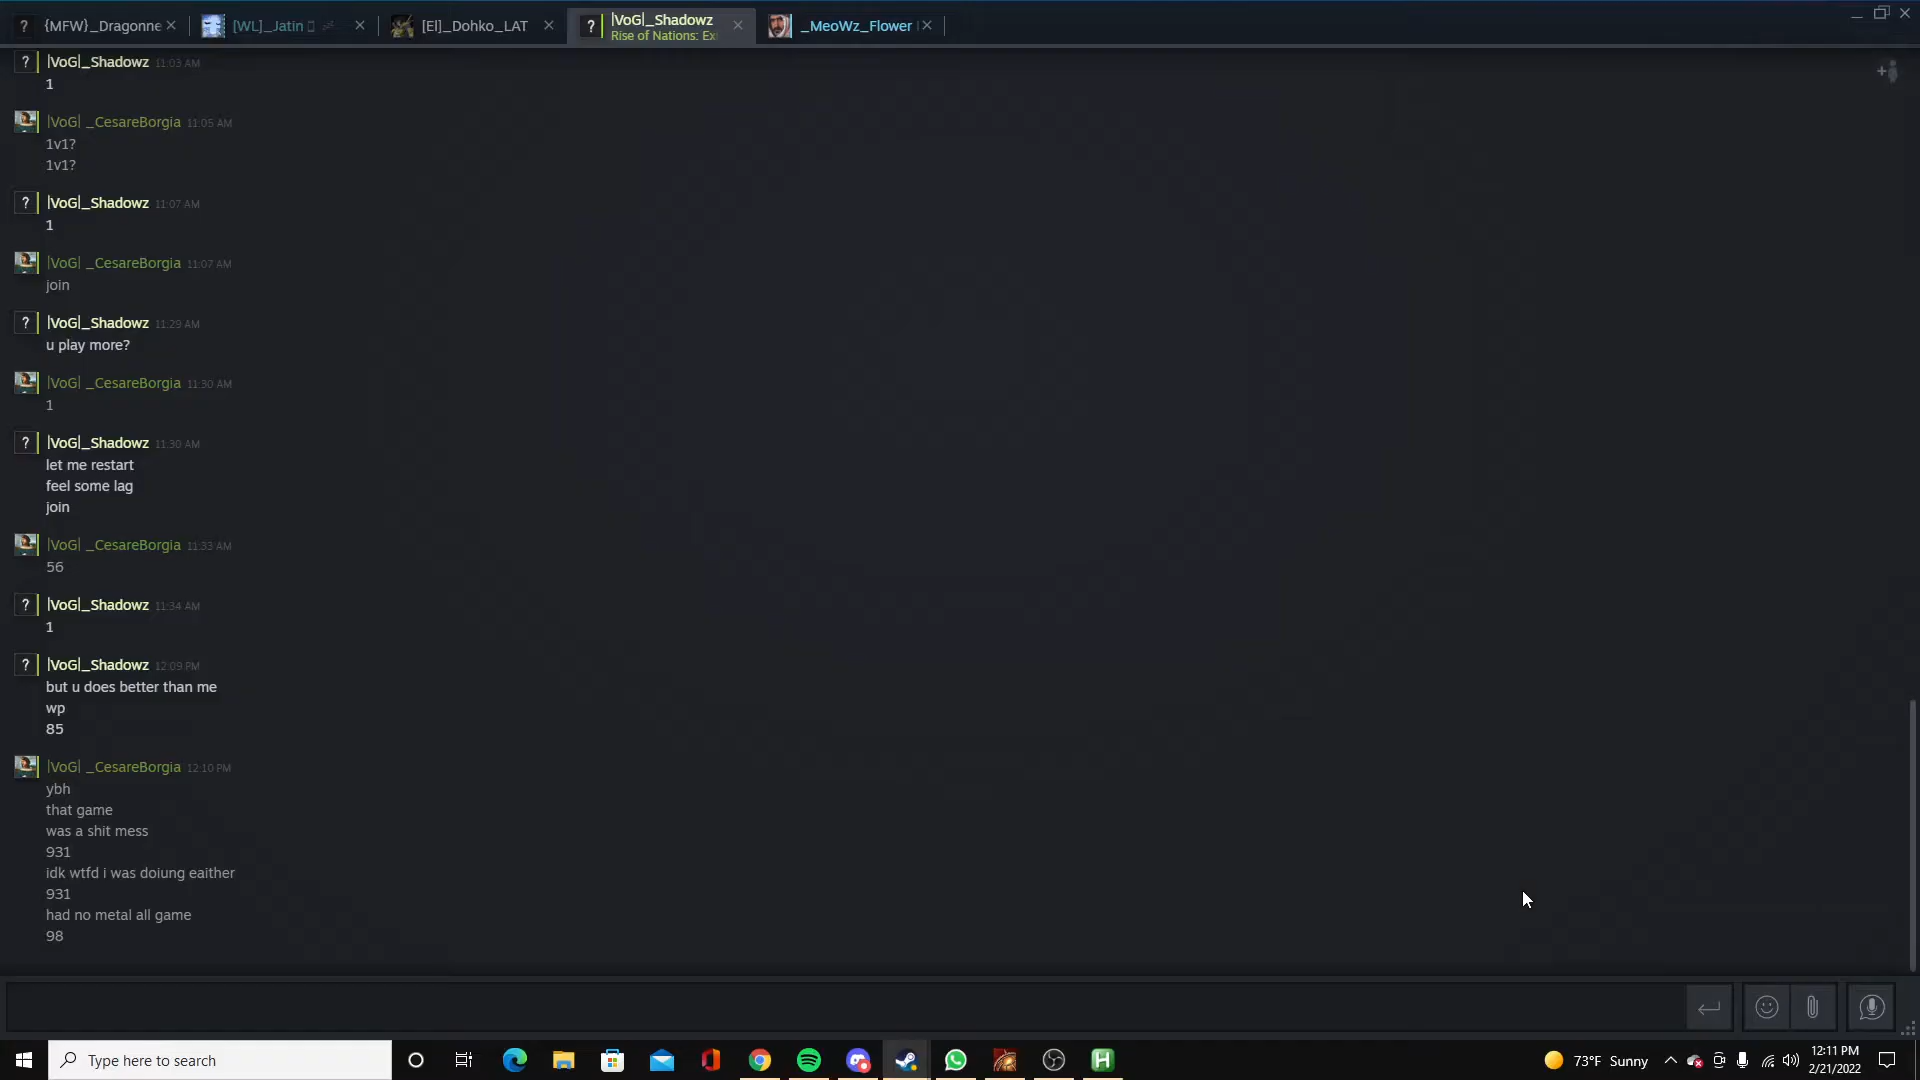 {MFW}_Dragonne
[WL]_Jatin
[El]_Dohko_LAT
|VoG|_Shadowz
Rise of Nations: Ex
_MeoWz_Flower
|VoG|_Shadowz 11:03 AM
1
|VoG| _CesareBorgia 11:05 AM
1v1?
1v1?
|VoG|_Shadowz 11:07 AM
1
|VoG| _CesareBorgia 11:07 AM
join
|VoG|_Shadowz 11:29 AM
u play more?
|VoG| _CesareBorgia 11:30 AM
1
|VoG|_Shadowz 11:30 AM
let me restart
feel some lag
join
|VoG| _CesareBorgia 11:33 AM
56
|VoG|_Shadowz 11:34 AM
1
|VoG|_Shadowz 12:09 PM
but u does better than me
wp
85
|VoG| _CesareBorgia 12:10 PM
ybh
that game
was a shit mess
931
idk wtfd i was doiung eaither
931
had no metal all game
98
Type here to search
73°F Sunny
12:11 PM
2/21/2022